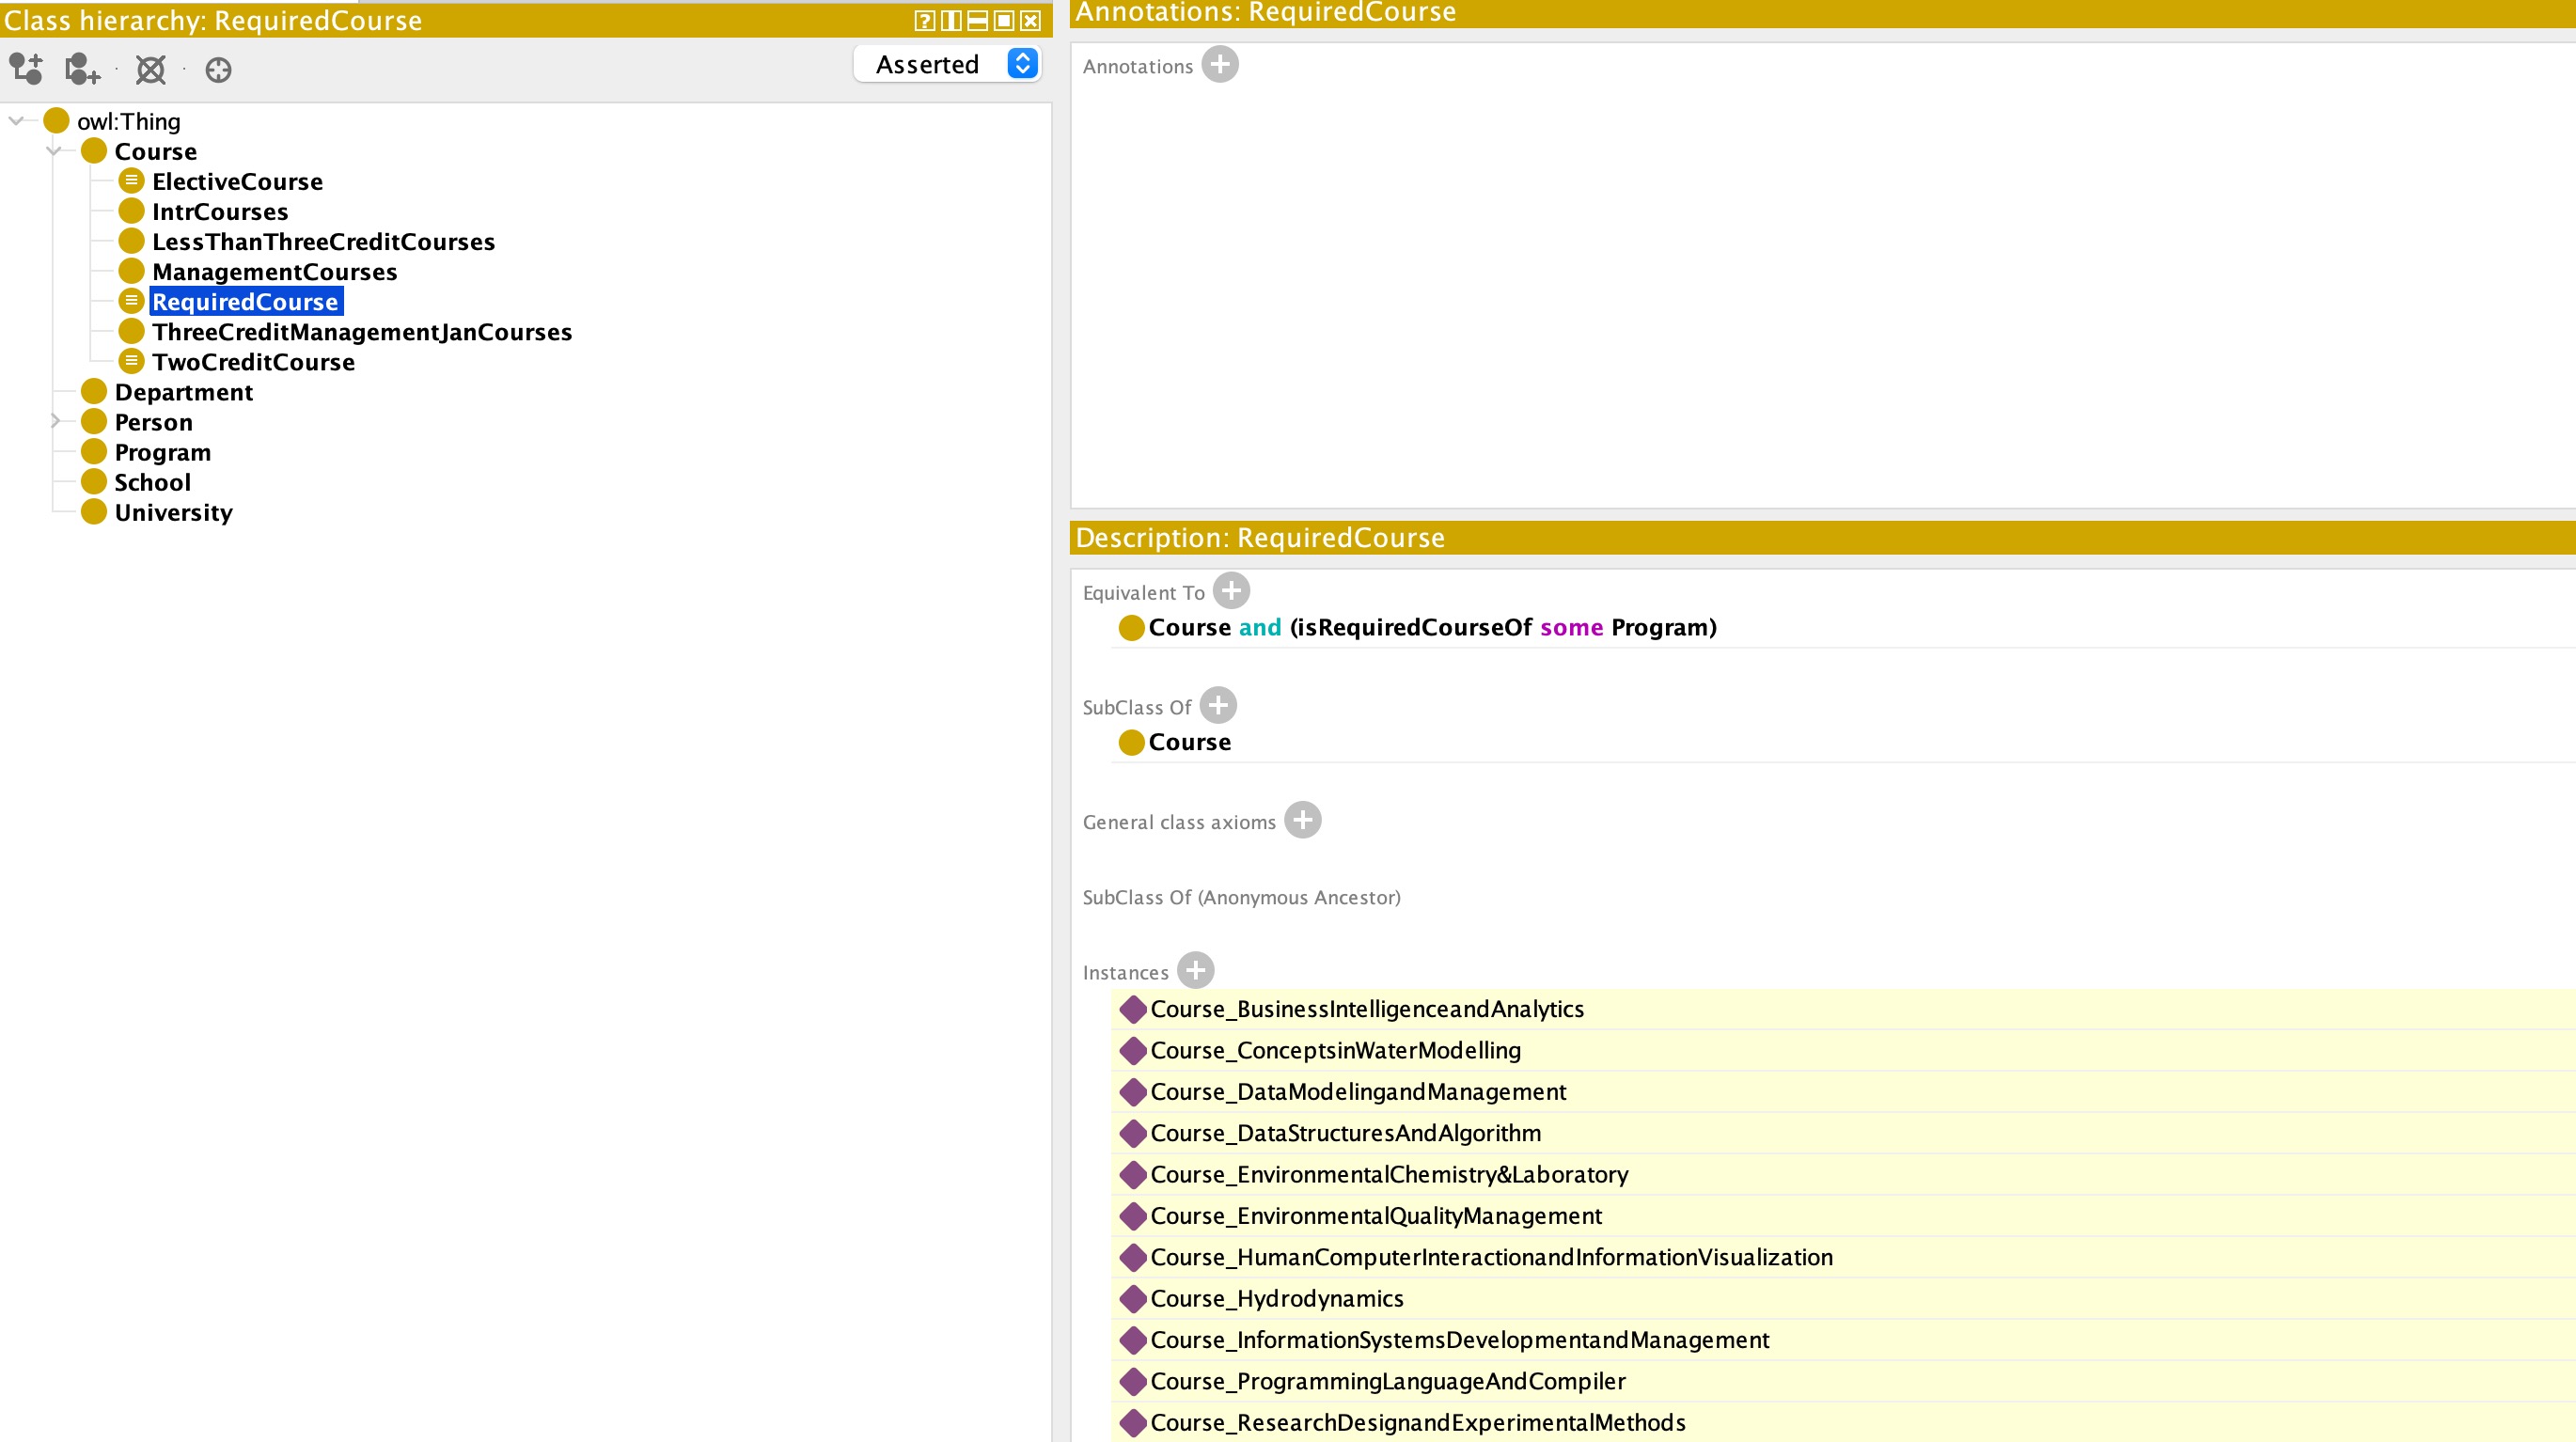 Class hierarchy: RequiredCourse
Asserted
owl:Thing
Course
ElectiveCourse
IntrCourses
LessThanThreeCreditCourses
ManagementCourses
RequiredCourse
ThreeCreditManagementJanCourses
TwoCreditCourse
Department
Person
Program
School
University
Annotations: RequiredCourse
Annotations
Description: RequiredCourse
Equivalent To
Course and (isRequiredCourseOf some Program)
SubClass Of
Course
General class axioms
SubClass Of (Anonymous Ancestor)
Instances
Course_BusinessIntelligenceandAnalytics
Course_ConceptsinWaterModelling
Course_DataModelingandManagement
Course_DataStructuresAndAlgorithm
Course_EnvironmentalChemistry&Laboratory
Course_EnvironmentalQualityManagement
Course_HumanComputerInteractionandInformationVisualization
Course_Hydrodynamics
Course_InformationSystemsDevelopmentandManagement
Course_ProgrammingLanguageAndCompiler
Course_ResearchDesignandExperimentalMethods